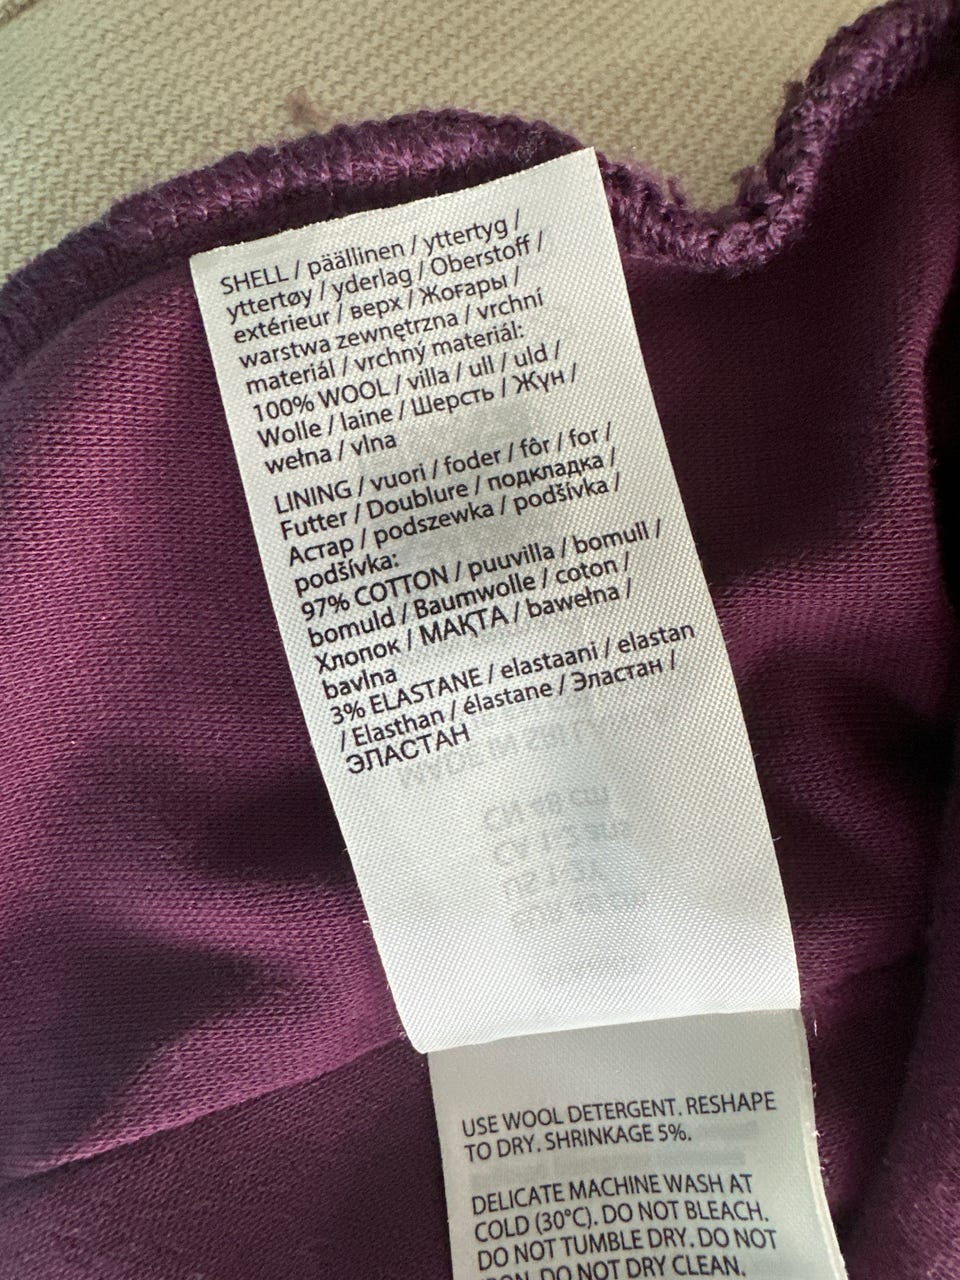 SHELL / päällinen / yttertyg /
yttertøy / yderlag / Oberstoff /
extérieur / верх / Жоғары /
warstwa zewnętrzna / vrchní
materiál / vrchný materiál:
100% WOOL / villa / ull / uld /
Wolle / laine / Шерсть / Жүн /
wełna / vlna
LINING / vuori / foder / fôr / for /
Futter / Doublure / подкладка /
Астар / podszewka / podšívka /
podšívka:
97% COTTON / puuvilla / bomull /
bomuld / Baumwolle / coton /
Хлопок / МАҚТА / bawełna /
bavlna
3% ELASTANE / elastaani / elastan
/ Elasthan / élastane / Эластан /
ЭЛАСТАН
USE WOOL DETERGENT. RESHAPE
TO DRY. SHRINKAGE 5%.
DELICATE MACHINE WASH AT
COLD (30°C). DO NOT BLEACH.
DO NOT TUMBLE DRY. DO NOT
DO NOT DRY CLEAN.